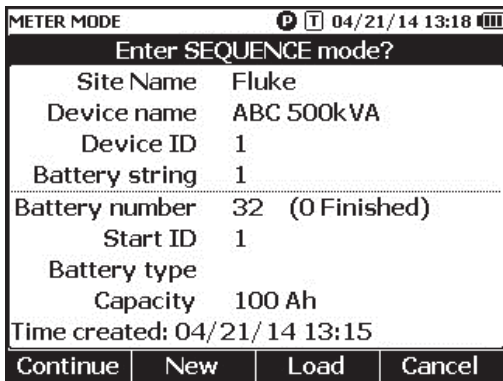 METER MODE P T 04/21/14 13:18
Enter SEQUENCE mode?
Site Name Fluke
Device name ABC 500kVA
Device ID 1
Battery string 1
Battery number 32 (0 Finished)
Start ID 1
Battery type
Capacity 100 Ah
Time created: 04/21/14 13:15
Continue New Load Cancel